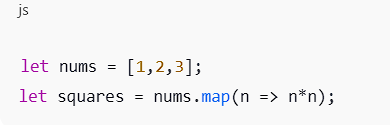 js
let nums = [1,2,3];
let squares = nums.map(n => n*n);